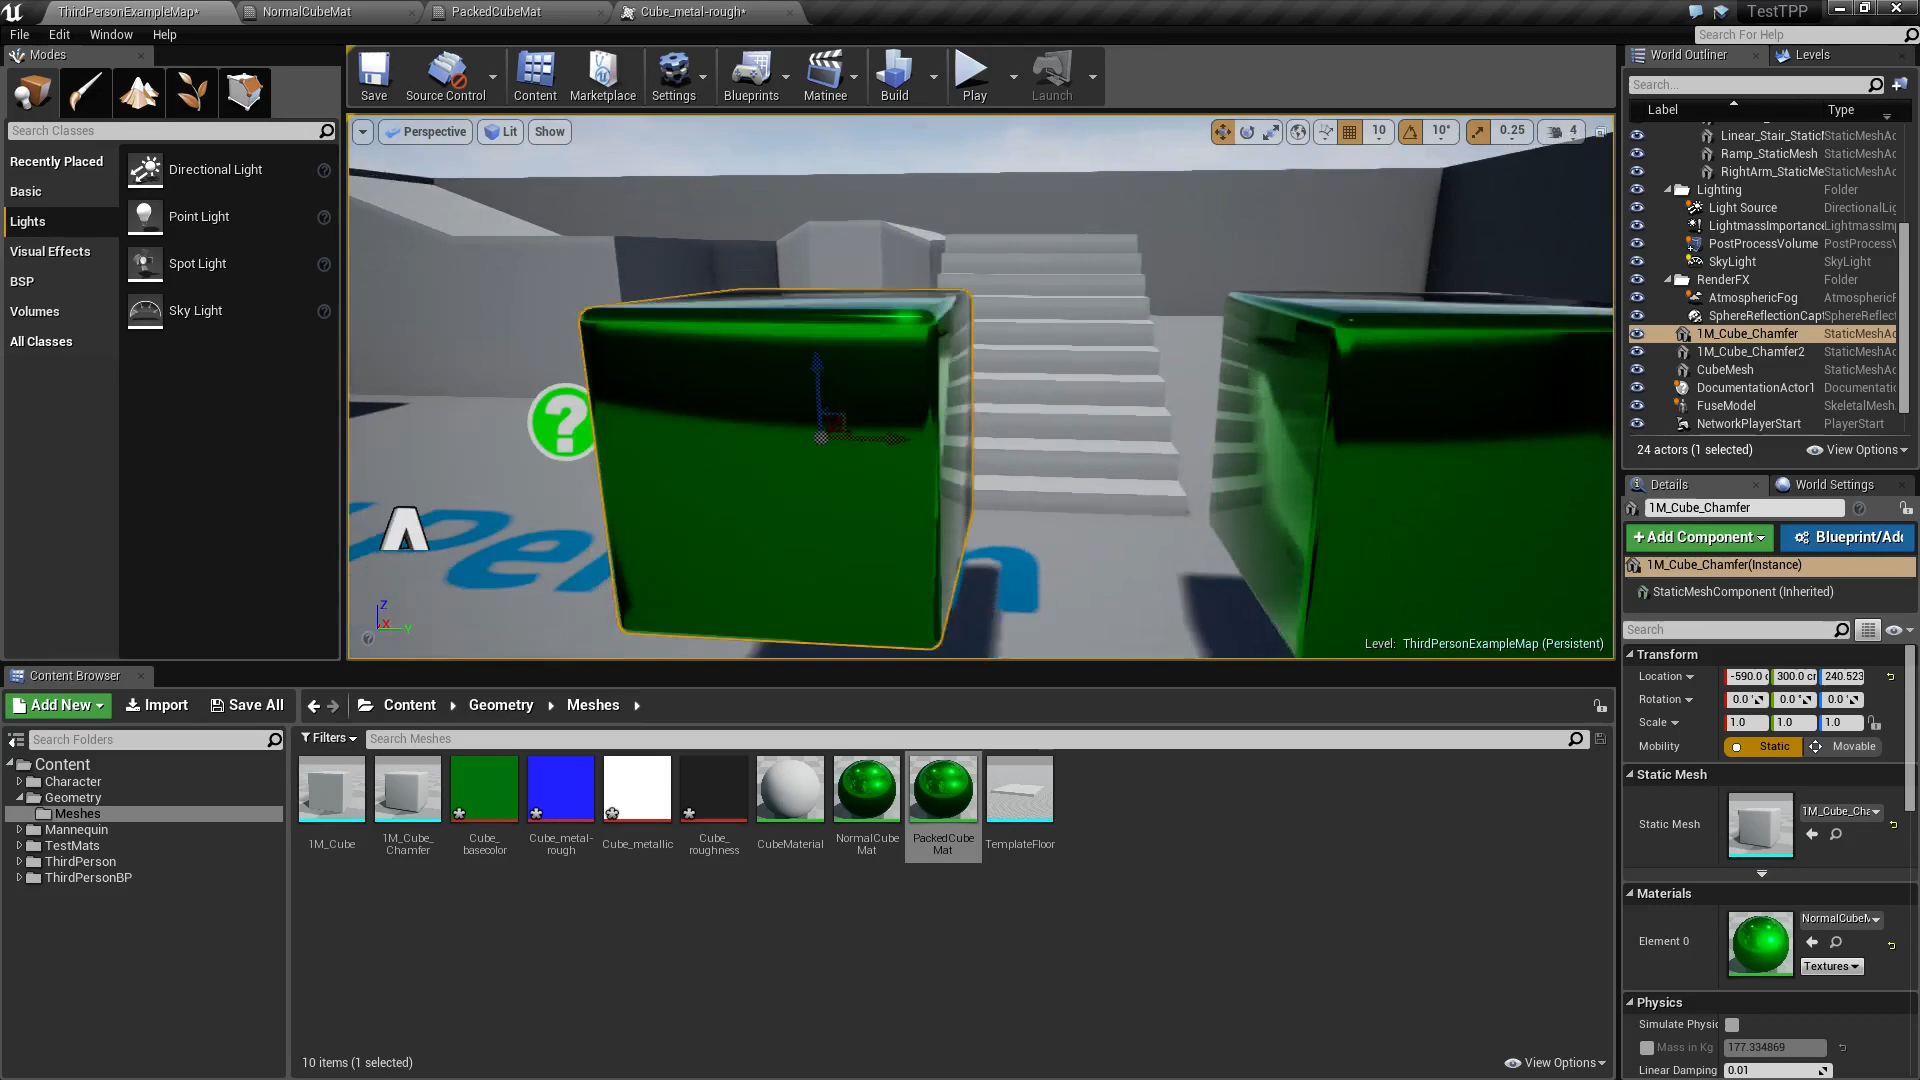 ThirdPersonExampleMap*
NormalCubeMat
PackedCubeMat
Cube_metal-rough*
TestTPP
File Edit Window Help
Search For Help
Modes
Search Classes
Recently Placed
Basic
Lights
Visual Effects
BSP
Volumes
All Classes
Directional Light
Point Light
Spot Light
Sky Light
Save
Source Control
Content
Marketplace
Settings
Blueprints
Matinee
Build
Play
Launch
Perspective
Lit
Show
10
10°
0.25
4
Level: ThirdPersonExampleMap (Persistent)
Z
X
Y
World Outliner
Levels
Search...
Label Type
Linear_Stair_Static StaticMeshAc
Ramp_StaticMesh StaticMeshAc
RightArm_StaticMe StaticMeshAc
Lighting Folder
Light Source DirectionalLig
LightmassImportance LightmassIm
PostProcessVolume PostProcessV
SkyLight SkyLight
RenderFX Folder
AtmosphericFog AtmosphericF
SphereReflectionCapt SphereReflect
1M_Cube_Chamfer StaticMeshAc
1M_Cube_Chamfer2 StaticMeshAc
CubeMesh StaticMeshAc
DocumentationActor1 Documentatic
FuseModel SkeletalMesh
NetworkPlayerStart PlayerStart
24 actors (1 selected)
View Options
Details
World Settings
1M_Cube_Chamfer
+Add Component
Blueprint/Add
1M_Cube_Chamfer(Instance)
StaticMeshComponent (Inherited)
Search
Transform
Location -590.0 c 300.0 cr 240.523
Rotation 0.0 ° 0.0 ° 0.0 °
Scale 1.0 1.0 1.0
Mobility Static Movable
Static Mesh
Static Mesh
1M_Cube_Cha
Materials
Element 0
NormalCubeM
Textures
Physics
Simulate Physic
Mass in Kg 177.334869
Linear Damping 0.01
Content Browser
Add New
Import
Save All
Content
Geometry
Meshes
Search Folders
Filters
Search Meshes
Content
Character
Geometry
Meshes
Mannequin
TestMats
ThirdPerson
ThirdPersonBP
1M_Cube
1M_Cube_
Chamfer
Cube_
basecolor
Cube_metal-
rough
Cube_metallic
Cube_
roughness
CubeMaterial
NormalCube
Mat
PackedCube
Mat
TemplateFloor
10 items (1 selected)
View Options